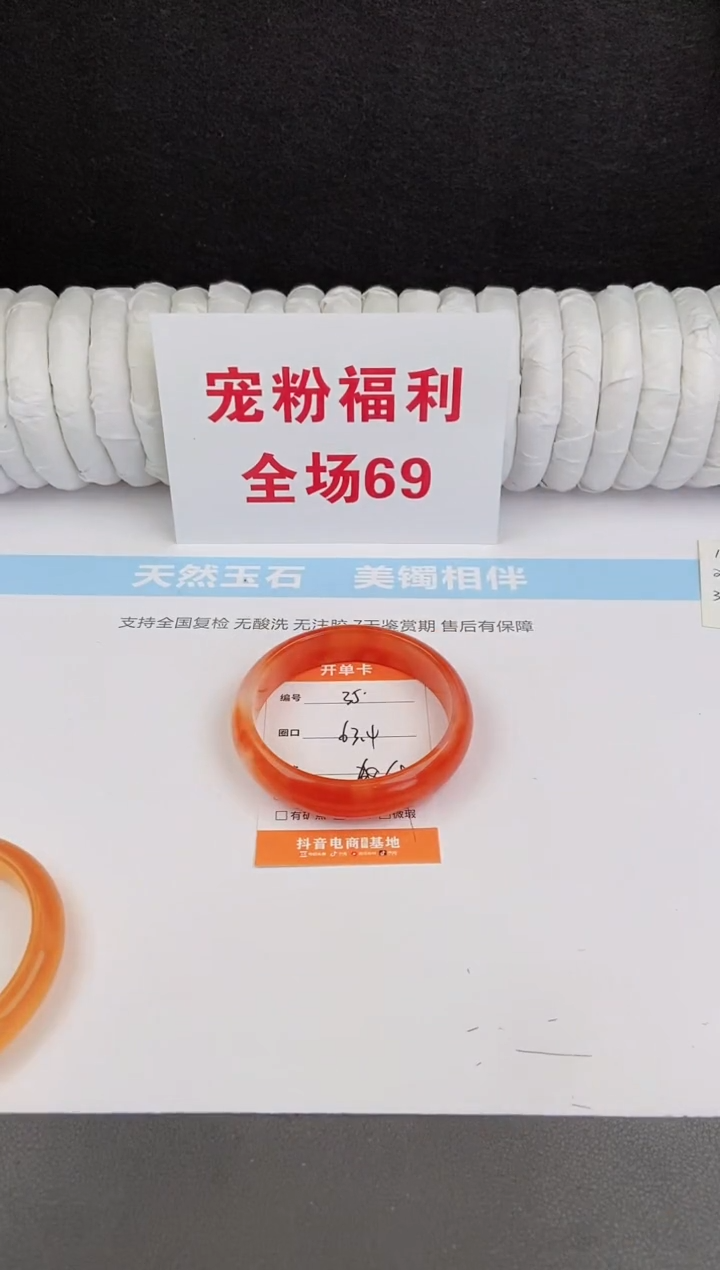 宠粉福利
全场69
天然玉石 美镯相伴
支持全国复检 无酸洗 无注胶 7天鉴赏期 售后有保障
开单卡
编号 35.
圈口 63.4
抖音电商 基地